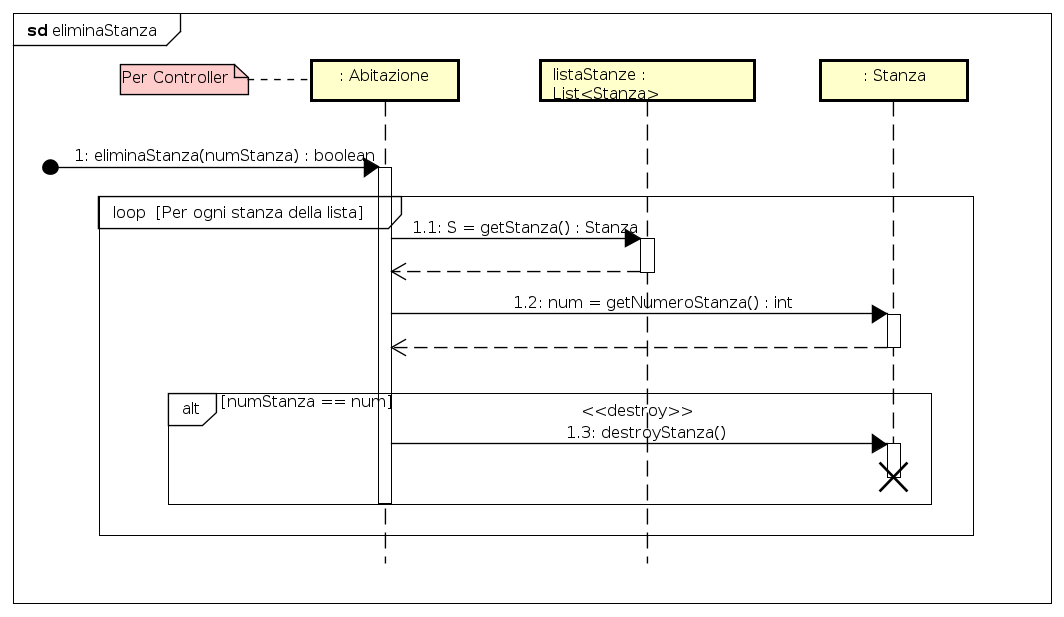 sd eliminaStanza
Per Controller
: Abitazione
listaStanze :
List<Stanza>
: Stanza
1: eliminaStanza(numStanza) : boolean
loop [Per ogni stanza della lista]
1.1: S = getStanza() : Stanza
1.2: num = getNumeroStanza() : int
alt [numStanza == num]
<<destroy>>
1.3: destroyStanza()